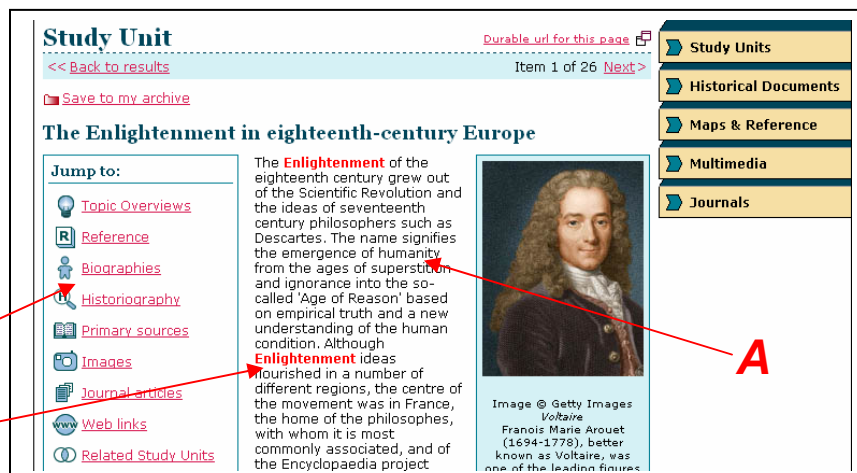 Study Unit
Durable url for this page
<< Back to results
Item 1 of 26 Next >
Save to my archive
The Enlightenment in eighteenth-century Europe
Jump to:
Topic Overviews
R Reference
Biographies
H Historiography
Primary sources
Images
Journal articles
www Web links
Related Study Units
The Enlightenment of the
eighteenth century grew out
of the Scientific Revolution and
the ideas of seventeenth
century philosophers such as
Descartes. The name signifies
the emergence of humanity
from the ages of superstition
and ignorance into the so-
called 'Age of Reason' based
on empirical truth and a new
understanding of the human
condition. Although
Enlightenment ideas
flourished in a number of
different regions, the centre of
the movement was in France,
the home of the philosophes,
with whom it is most
commonly associated, and of
the Encyclopaedia project
Image © Getty Images
Voltaire
Franois Marie Arouet
(1694-1778), better
known as Voltaire, was
one of the leading figures
Study Units
Historical Documents
Maps & Reference
Multimedia
Journals
A